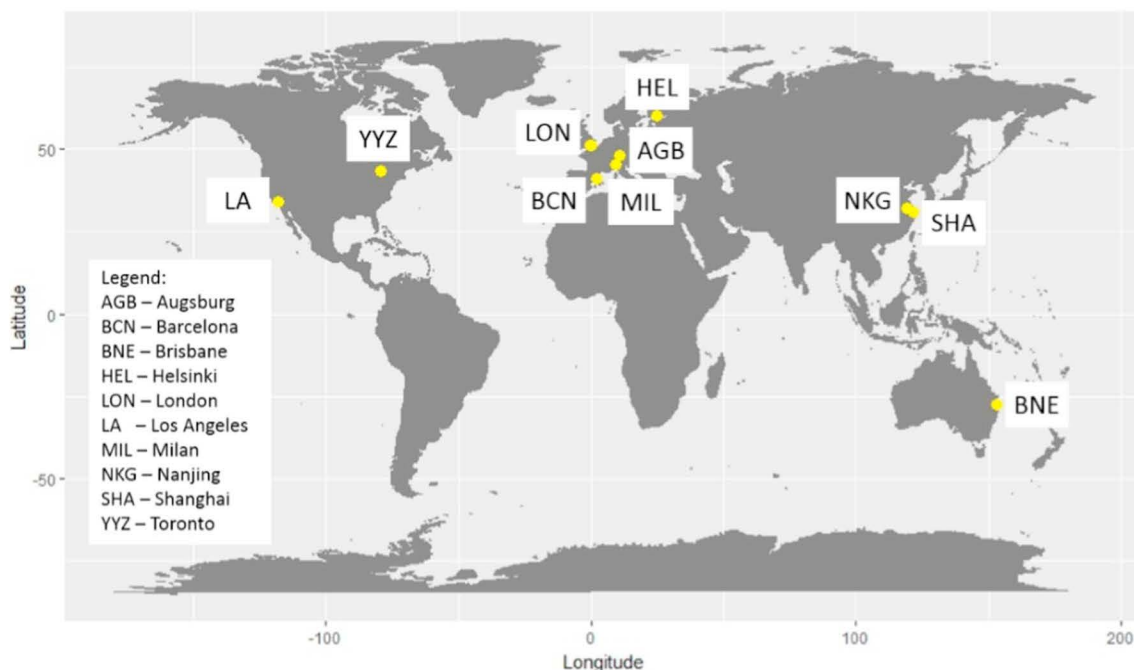 HEL
LON
YYZ
AGB
LA
BCN
MIL
NKG
SHA
BNE
Legend:
AGB – Augsburg
BCN – Barcelona
BNE – Brisbane
HEL – Helsinki
LON – London
LA – Los Angeles
MIL – Milan
NKG – Nanjing
SHA – Shanghai
YYZ – Toronto
Latitude
50
0
-50
-100
0
100
200
Longitude